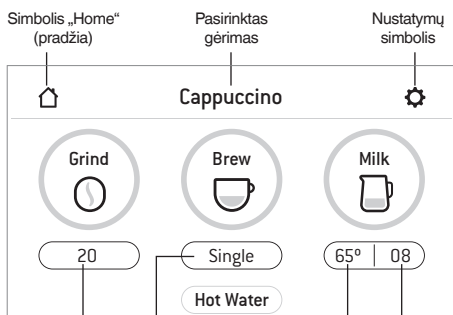 Simbolis „Home“
(pradžia)
Pasirinktas
gėrimas
Nustatymų
simbolis
Cappuccino
Grind
Brew
Milk
20
Single
65º | 08
Hot Water